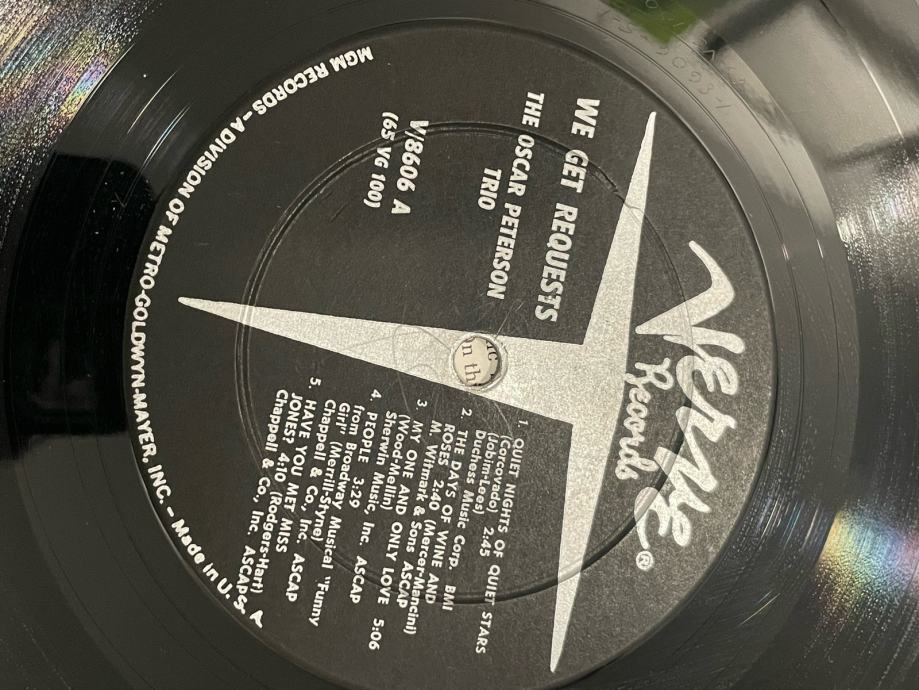 Verve
Records®
WE GET REQUESTS
THE OSCAR PETERSON
TRIO
V/8606 A
(65 VG 100)
1. QUIET NIGHTS OF QUIET STARS
(Corcovado) 2:45
(Jobim-Lees)
Duchess Music Corp. BMI
2. THE DAYS OF WINE AND
ROSES 2:40 (Mercer-Mancini)
M. Witmark & Sons ASCAP
3. MY ONE AND ONLY LOVE 5:06
(Wood-Mellin)
Sherwin Music, Inc. ASCAP
4. PEOPLE 3:29
from Broadway Musical "Funny
Girl" (Merrill-Styne)
Chappell & Co., Inc. ASCAP
5. HAVE YOU MET MISS
JONES? 4:10 (Rodgers-Hart)
Chappell & Co., Inc. ASCAP
MGM RECORDS – A DIVISION OF METRO-GOLDWYN-MAYER, INC. – Made in U. S. A